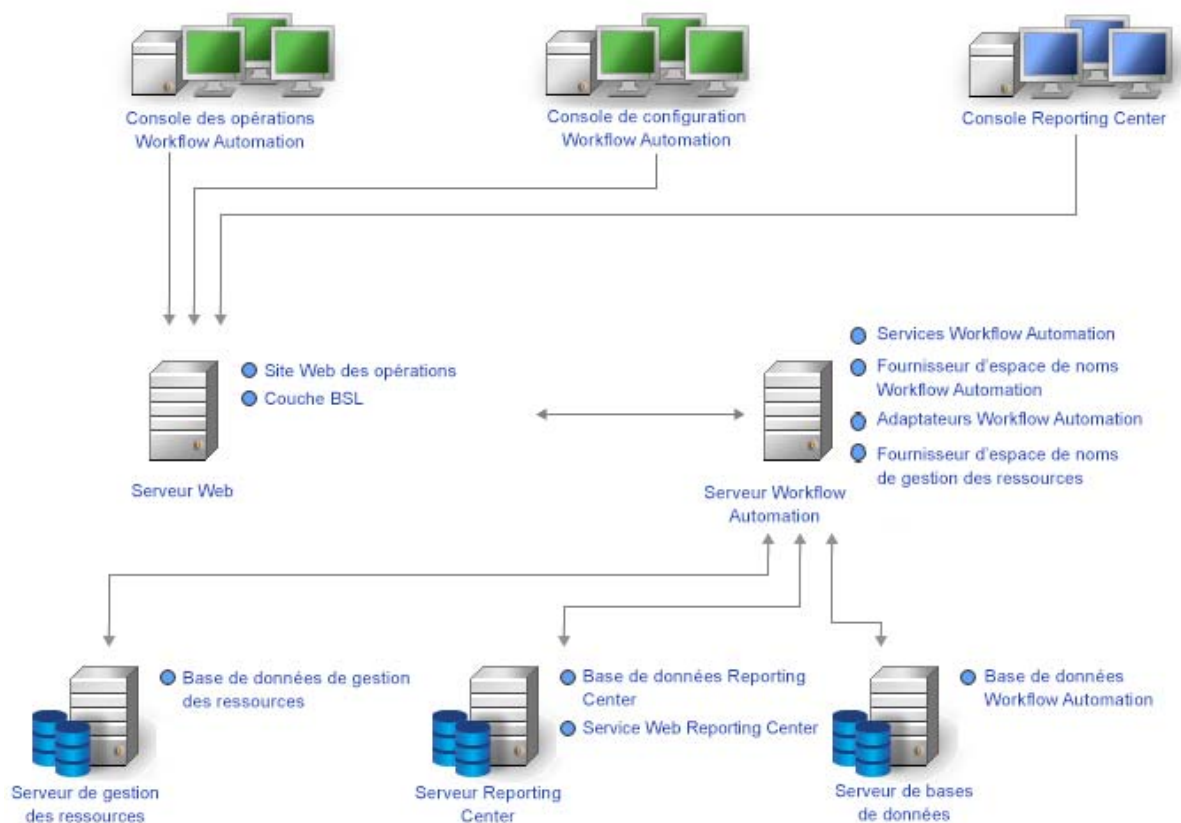 Console des opérations
Workflow Automation
Console de configuration
Workflow Automation
Console Reporting Center
Site Web des opérations
Couche BSL
Serveur Web
Services Workflow Automation
Fournisseur d'espace de noms
Workflow Automation
Adaptateurs Workflow Automation
Fournisseur d'espace de noms
de gestion des ressources
Serveur Workflow
Automation
Base de données de gestion
des ressources
Serveur de gestion
des ressources
Base de données Reporting
Center
Service Web Reporting Center
Serveur Reporting
Center
Base de données
Workflow Automation
Serveur de bases
de données